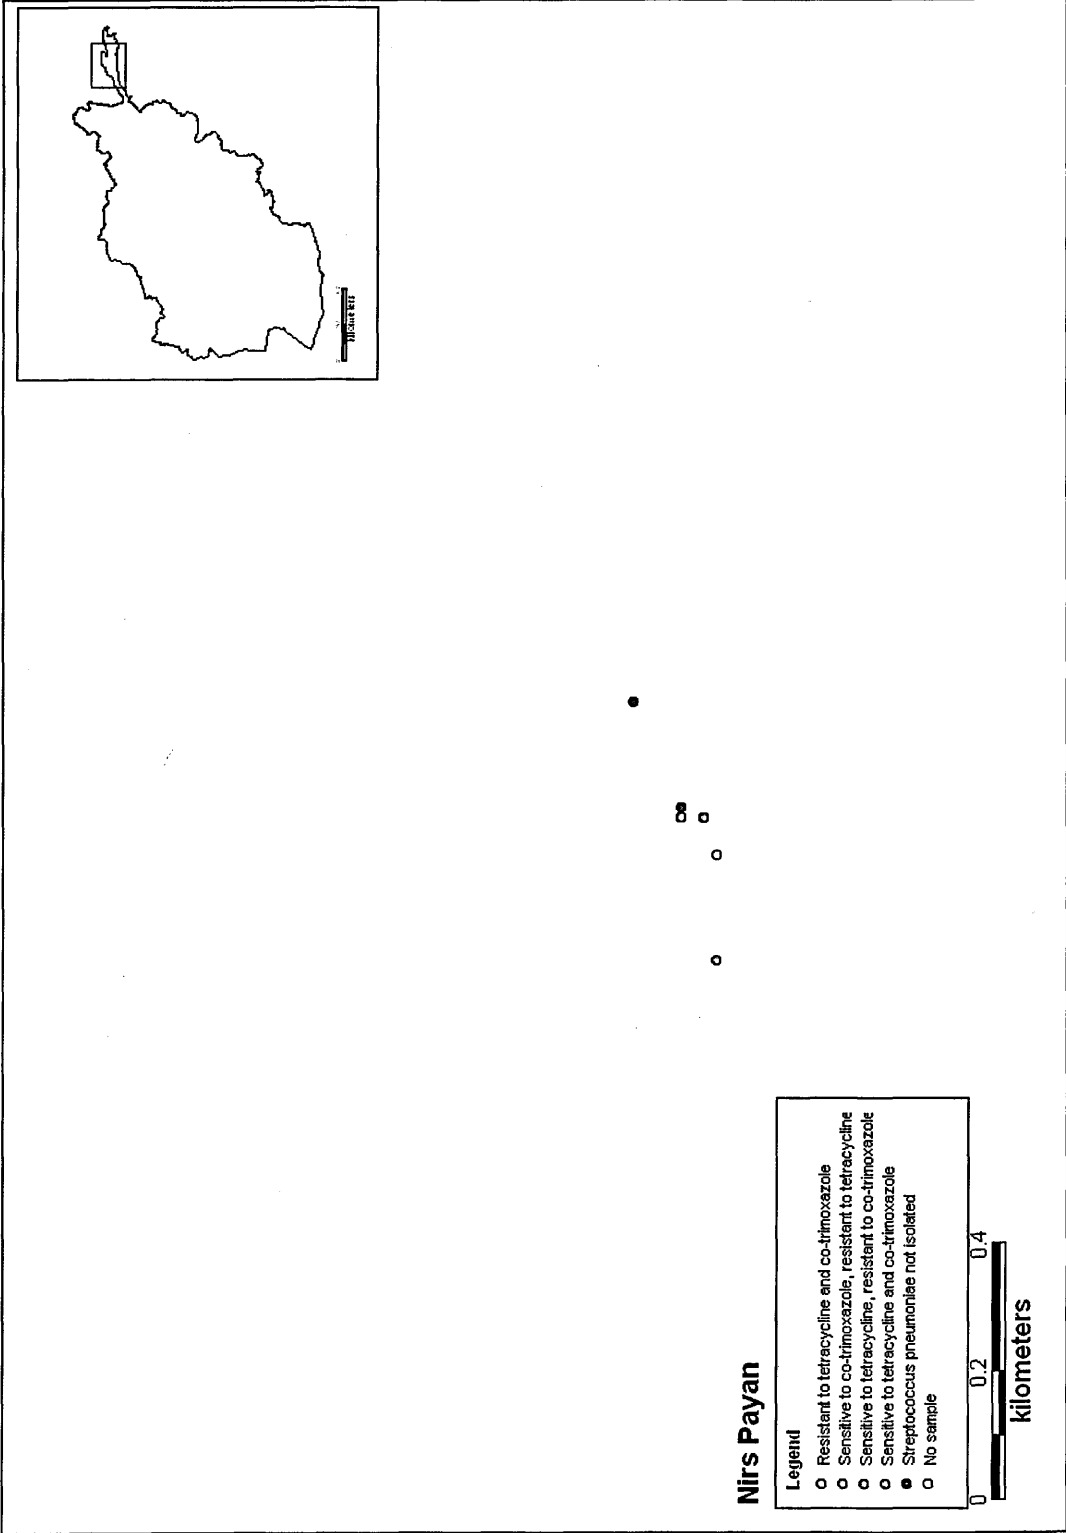 Nirs Payan
Legend
Resistant to tetracycline and co-trimoxazole
Sensitive to co-trimoxazole, resistant to tetracycline
Sensitive to tetracycline, resistant to co-trimoxazole
Sensitive to tetracycline and co-trimoxazole
Streptococcus pneumoniae not isolated
No sample
0 0.2 0.4
kilometers